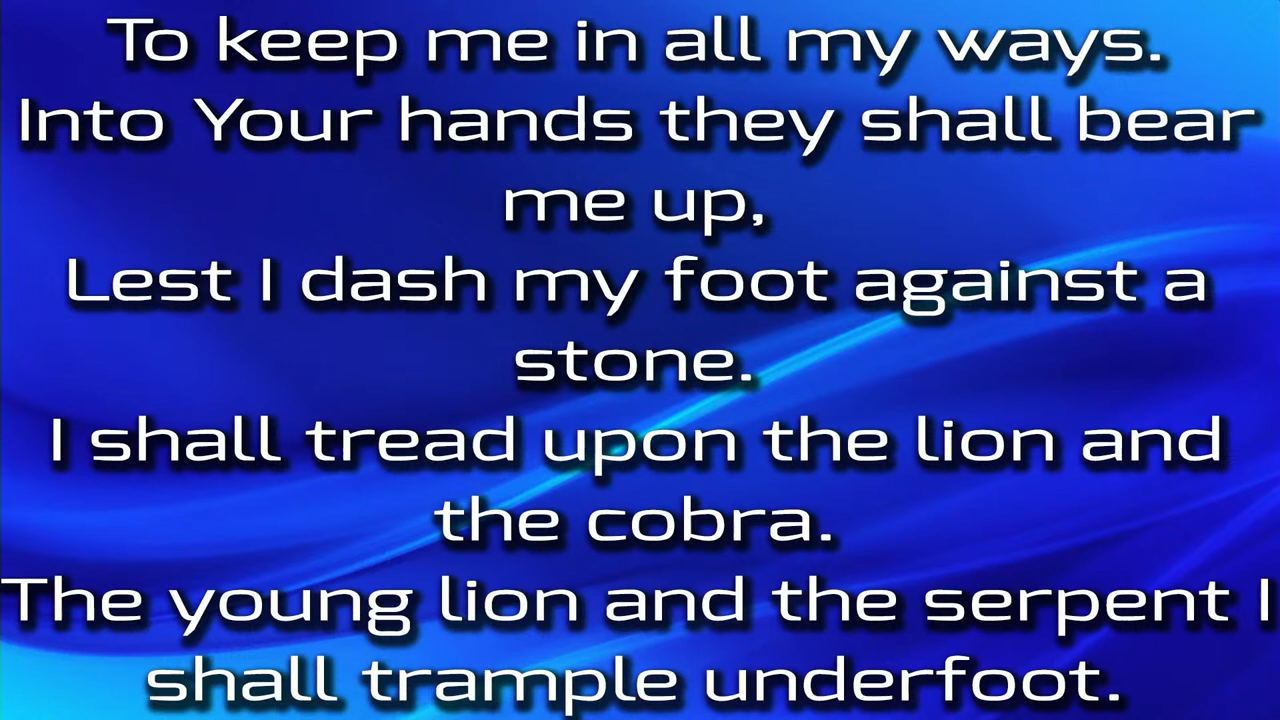 To keep me in all my ways.
Into Your hands they shall bear
me up,
Lest I dash my foot against a
stone.
I shall tread upon the lion and
the cobra.
The young lion and the serpent I
shall trample underfoot.